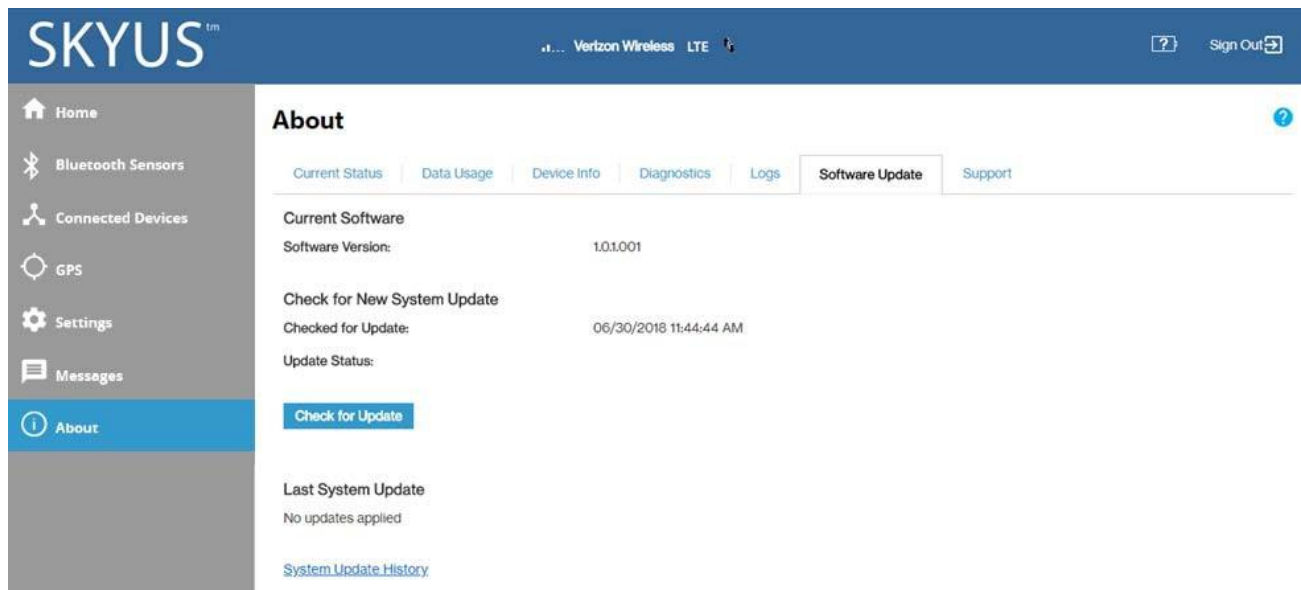 SKYUS™
Verizon Wireless LTE
?
Sign Out
Home
Bluetooth Sensors
Connected Devices
GPS
Settings
Messages
About
About
?
Current Status
Data Usage
Device Info
Diagnostics
Logs
Software Update
Support
Current Software
Software Version: 1.0.1.001
Check for New System Update
Checked for Update: 06/30/2018 11:44:44 AM
Update Status:
Check for Update
Last System Update
No updates applied
System Update History